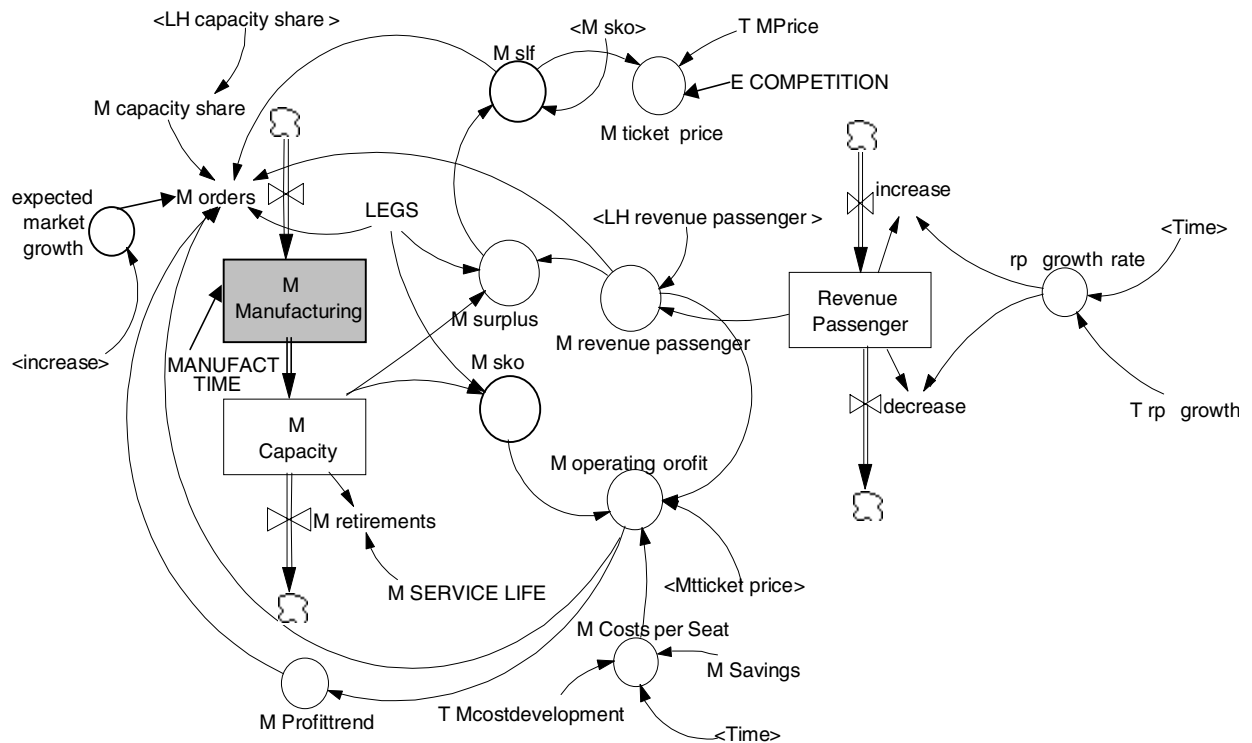 <LH capacity share >
M slf
<M sko>
T MPrice
M capacity share
E COMPETITION
M ticket price
expected
market
growth
M orders
increase
LEGS
<LH revenue passenger >
<Time>
rp growth rate
M
Manufacturing
M surplus
M revenue passenger
Revenue
Passenger
<increase>
MANUFACT
TIME
M sko
decrease
T rp growth
M
Capacity
M operating orofit
M retirements
M SERVICE LIFE
<Mtticket price>
M Costs per Seat
M Savings
M Profittrend
T Mcostdevelopment
<Time>